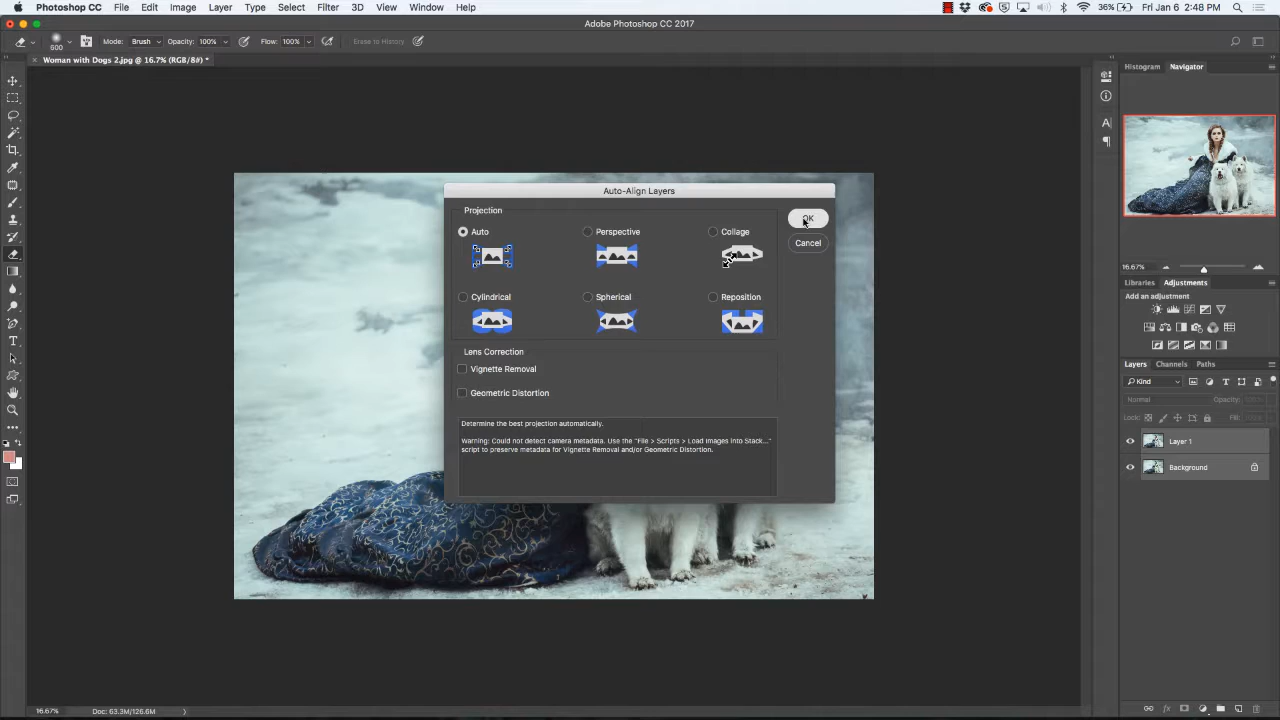 Photoshop CC File Edit Image Layer Type Select Filter 3D View Window Help 36% Fri Jan 6 2:48 PM
Adobe Photoshop CC 2017
600 Mode: Brush Opacity: 100% Flow: 100% Erase to History
Woman with Dogs 2.jpg @ 16.7% (RGB/8#) *
Histogram Navigator
Auto-Align Layers
Projection
OK
Auto Perspective Collage
Cancel
16.67%
Libraries Adjustments
Add an adjustment
Cylindrical Spherical Reposition
Lens Correction
Vignette Removal
Geometric Distortion
Layers Channels Paths
Kind
Normal Opacity:
Lock: Fill:
Determine the best projection automatically.
Warning: Could not detect camera metadata. Use the "File > Scripts > Load Images Into Stack..."
script to preserve metadata for Vignette Removal and/or Geometric Distortion.
Layer 1
Background
16.67% Doc: 63.3M/126.6M